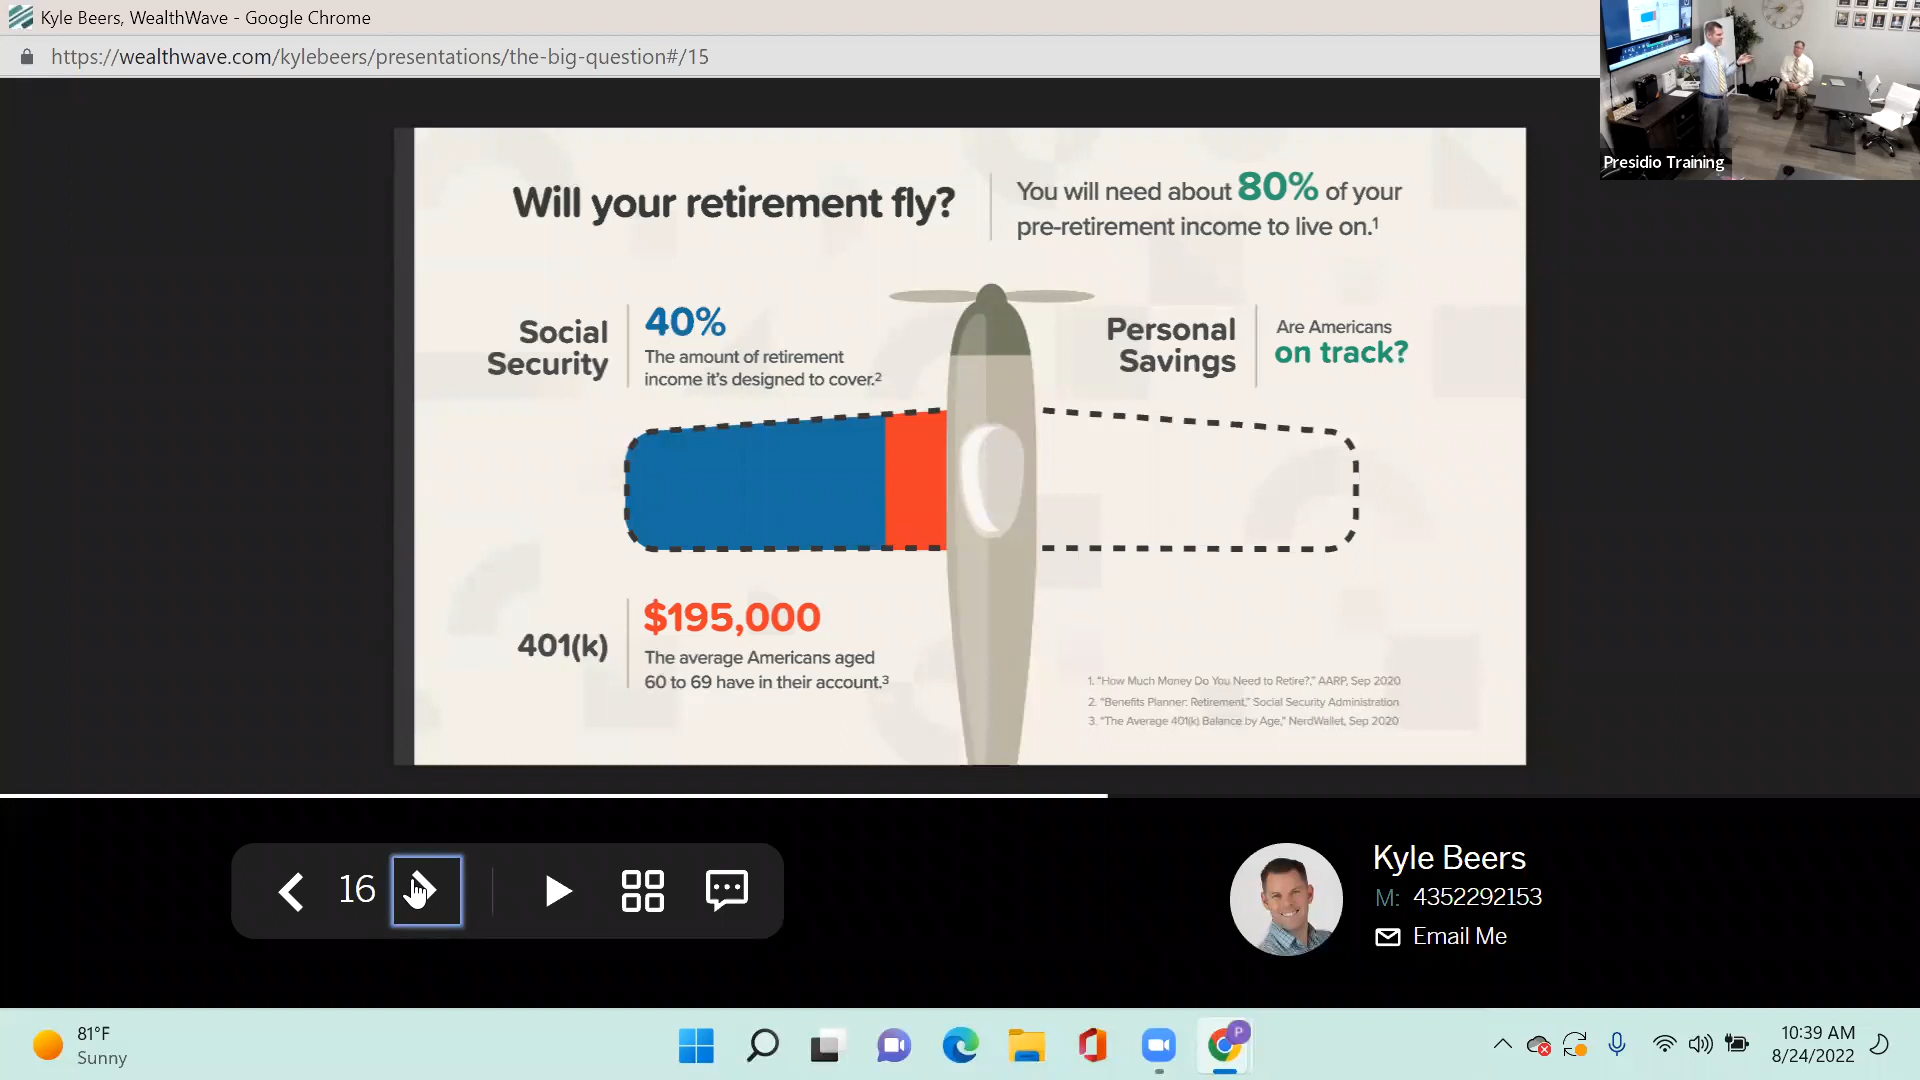 Kyle Beers, WealthWave - Google Chrome
https://wealthwave.com/kylebeers/presentations/the-big-question#/15
Presidio Training
Will your retirement fly?
You will need about 80% of your
pre-retirement income to live on.1
Social
Security
40%
The amount of retirement
income it's designed to cover.2
Personal
Savings
Are Americans
on track?
401(k)
$195,000
The average Americans aged
60 to 69 have in their account.3
1. "How Much Money Do You Need to Retire?," AARP, Sep 2020
2. "Benefits Planner: Retirement," Social Security Administration
3. "The Average 401(k) Balance by Age," NerdWallet, Sep 2020
16
Kyle Beers
M: 4352292153
Email Me
81°F
Sunny
P
10:39 AM
8/24/2022